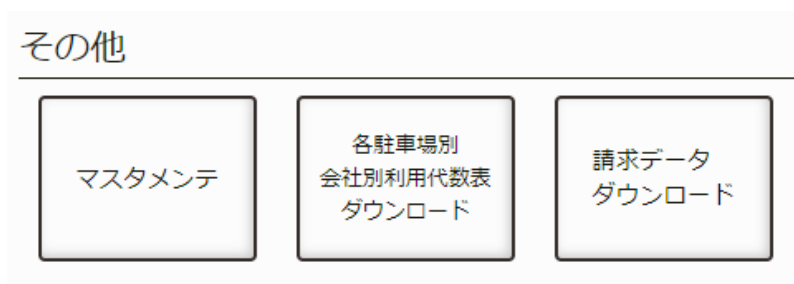 その他
マスタメンテ
各駐車場別
会社別利用代数表
ダウンロード
請求データ
ダウンロード